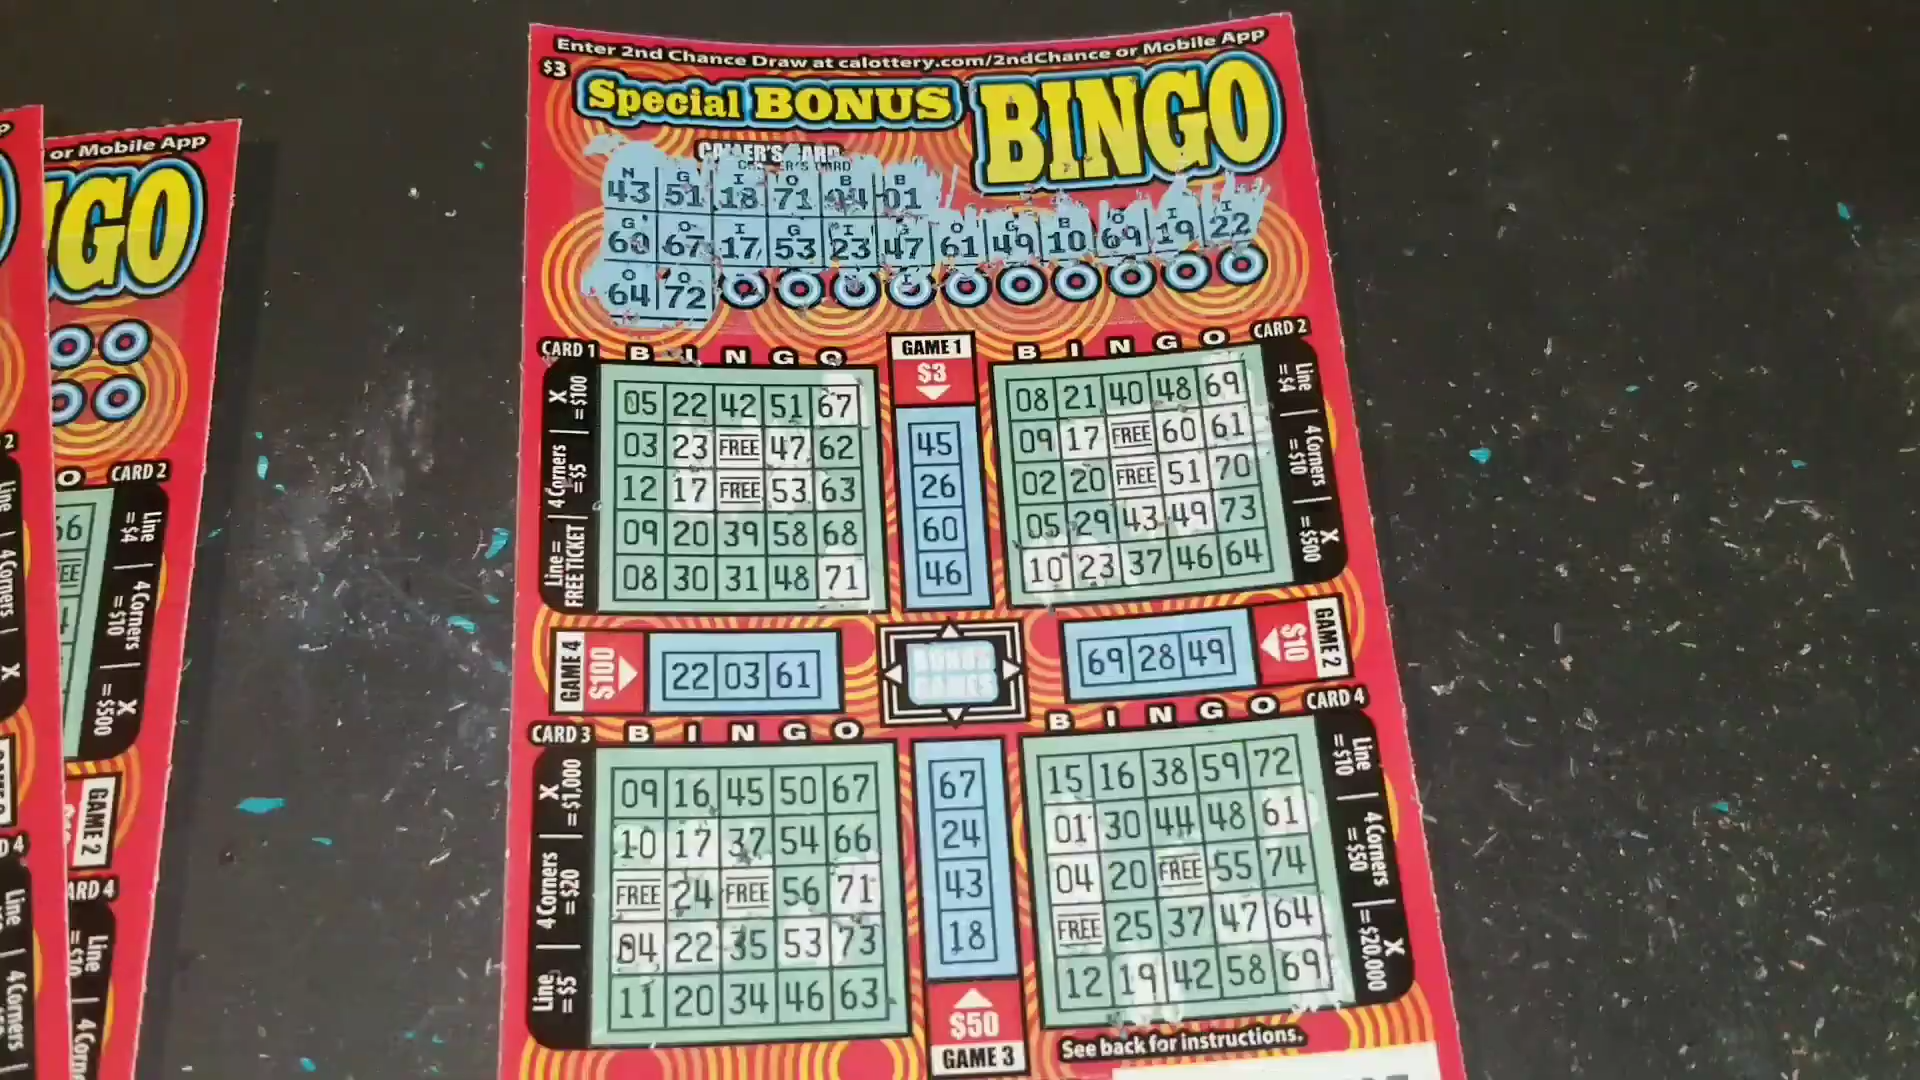 Enter 2nd Chance Draw at calottery.com/2ndChance or Mobile App
$3
Special BONUS BINGO
CALLER'S CARD
N G I O B B
43 51 18 71 04 01
G O I G I G O G B O I I
60 67 17 53 23 47 61 49 10 69 19 22
O O
64 72
CARD 1
B I N G O
05 22 42 51 67
03 23 FREE 47 62
12 17 FREE 53 63
09 20 39 58 68
08 30 31 48 71
Line = FREE TICKET | 4 Corners = $5 | X = $100
GAME 1
$3
45
26
60
46
CARD 2
B I N G O
08 21 40 48 69
09 17 FREE 60 61
02 20 FREE 51 70
05 29 43 49 73
10 23 37 46 64
Line = $4 | 4 Corners = $10 | X = $500
GAME 4
$100
22 03 61
BONUS
GAMES
69 28 49
$10
GAME 2
CARD 3
B I N G O
09 16 45 50 67
10 17 37 54 66
FREE 24 FREE 56 71
04 22 35 53 73
11 20 34 46 63
Line = $5 | 4 Corners = $20 | X = $1,000
67
24
43
18
$50
GAME 3
CARD 4
B I N G O
15 16 38 59 72
01 30 44 48 61
04 20 FREE 55 74
FREE 25 37 47 64
12 19 42 58 69
Line = $10 | 4 Corners = $50 | X = $20,000
See back for instructions.
or Mobile App
NGO
O CARD 2
Line = $4 | 4 Corners = $10 | X = $500
GAME 2
CARD 4
Line
4 Corners